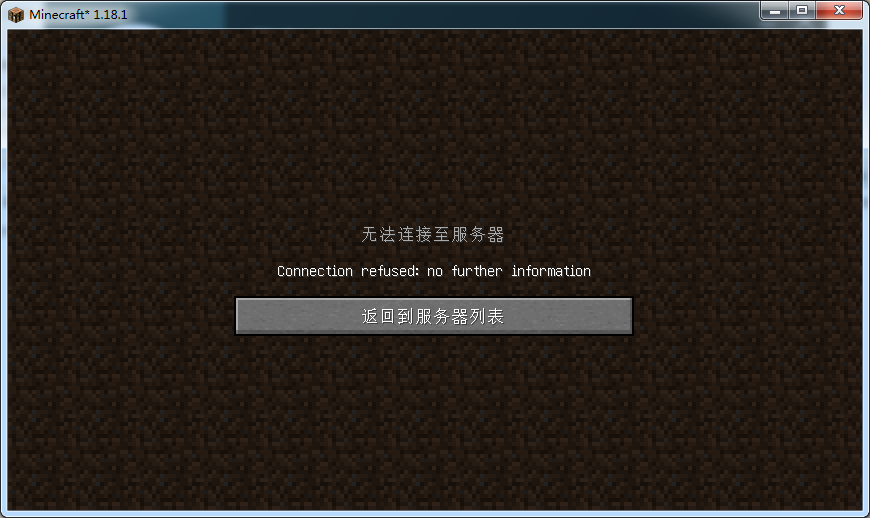 Minecraft* 1.18.1
无法连接至服务器
Connection refused: no further information
返回到服务器列表